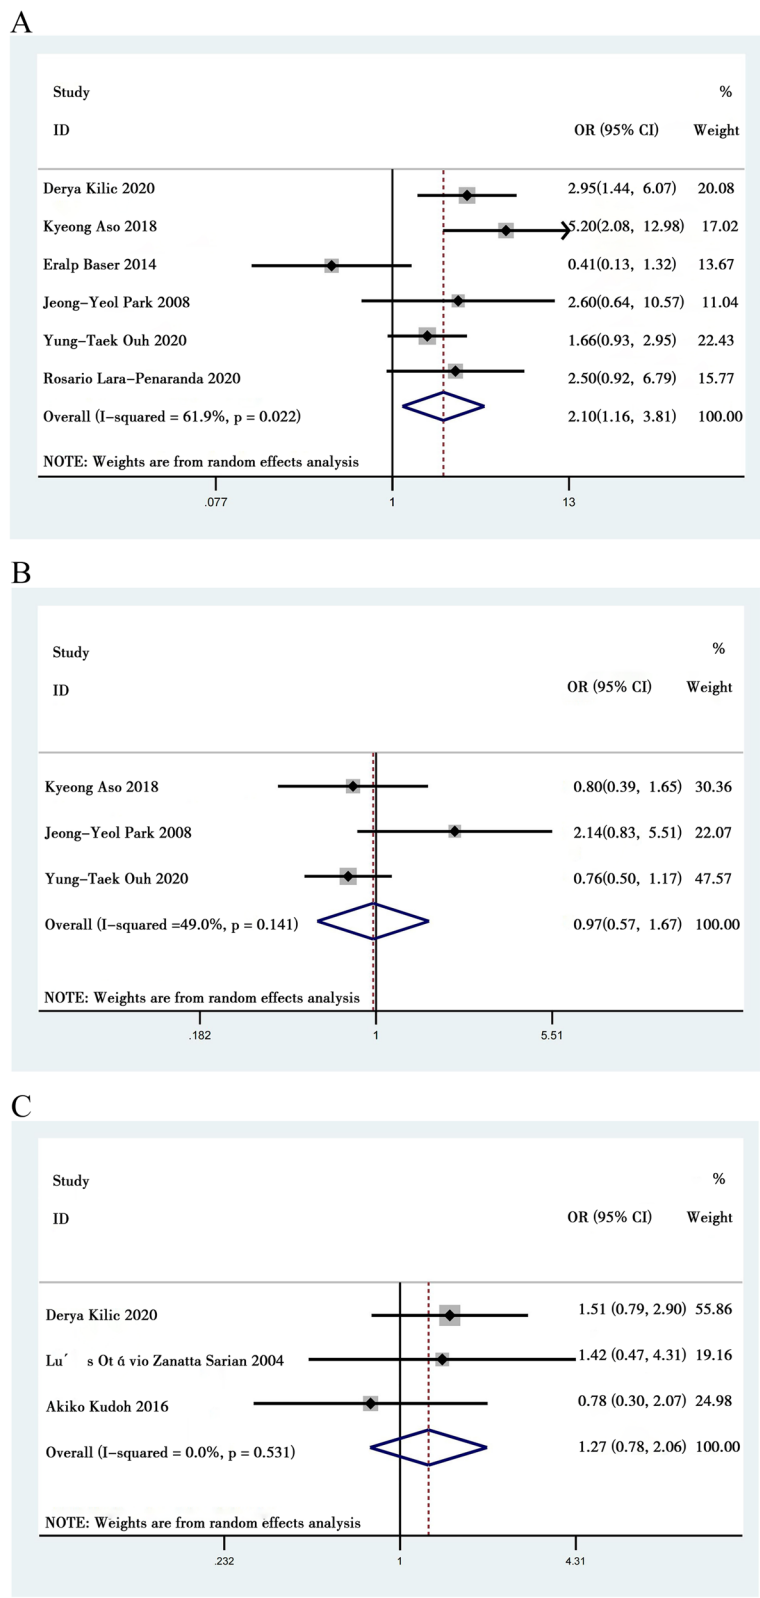 A
Study %
ID OR (95% CI) Weight
Derya Kilic 2020 2.95(1.44, 6.07) 20.08
Kyeong Aso 2018 5.20(2.08, 12.98) 17.02
Eralp Baser 2014 0.41(0.13, 1.32) 13.67
Jeong-Yeol Park 2008 2.60(0.64, 10.57) 11.04
Yung-Taek Ouh 2020 1.66(0.93, 2.95) 22.43
Rosario Lara-Penaranda 2020 2.50(0.92, 6.79) 15.77
Overall (I-squared = 61.9%, p = 0.022) 2.10(1.16, 3.81) 100.00
NOTE: Weights are from random effects analysis
.077 1 13
B
Study %
ID OR (95% CI) Weight
Kyeong Aso 2018 0.80(0.39, 1.65) 30.36
Jeong-Yeol Park 2008 2.14(0.83, 5.51) 22.07
Yung-Taek Ouh 2020 0.76(0.50, 1.17) 47.57
Overall (I-squared =49.0%, p = 0.141) 0.97(0.57, 1.67) 100.00
NOTE: Weights are from random effects analysis
.182 1 5.51
C
Study %
ID OR (95% CI) Weight
Derya Kilic 2020 1.51 (0.79, 2.90) 55.86
Lu´ s Ot á vio Zanatta Sarian 2004 1.42 (0.47, 4.31) 19.16
Akiko Kudoh 2016 0.78 (0.30, 2.07) 24.98
Overall (I-squared = 0.0%, p = 0.531) 1.27 (0.78, 2.06) 100.00
NOTE: Weights are from random effects analysis
.232 1 4.31